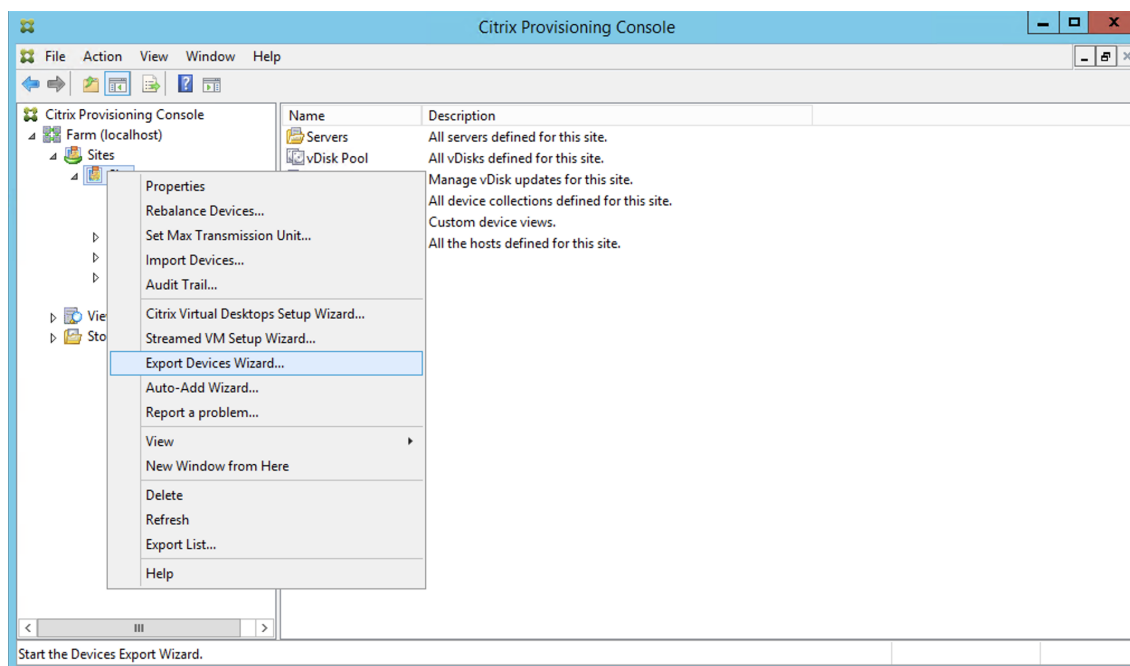 Citrix Provisioning Console
File Action View Window Help
Citrix Provisioning Console
Farm (localhost)
Sites
Name Description
Servers All servers defined for this site.
vDisk Pool All vDisks defined for this site.
Manage vDisk updates for this site.
All device collections defined for this site.
Custom device views.
All the hosts defined for this site.
Properties
Rebalance Devices...
Set Max Transmission Unit...
Import Devices...
Audit Trail...
Citrix Virtual Desktops Setup Wizard...
Streamed VM Setup Wizard...
Export Devices Wizard...
Auto-Add Wizard...
Report a problem...
View
New Window from Here
Delete
Refresh
Export List...
Help
Vie
Sto
Start the Devices Export Wizard.